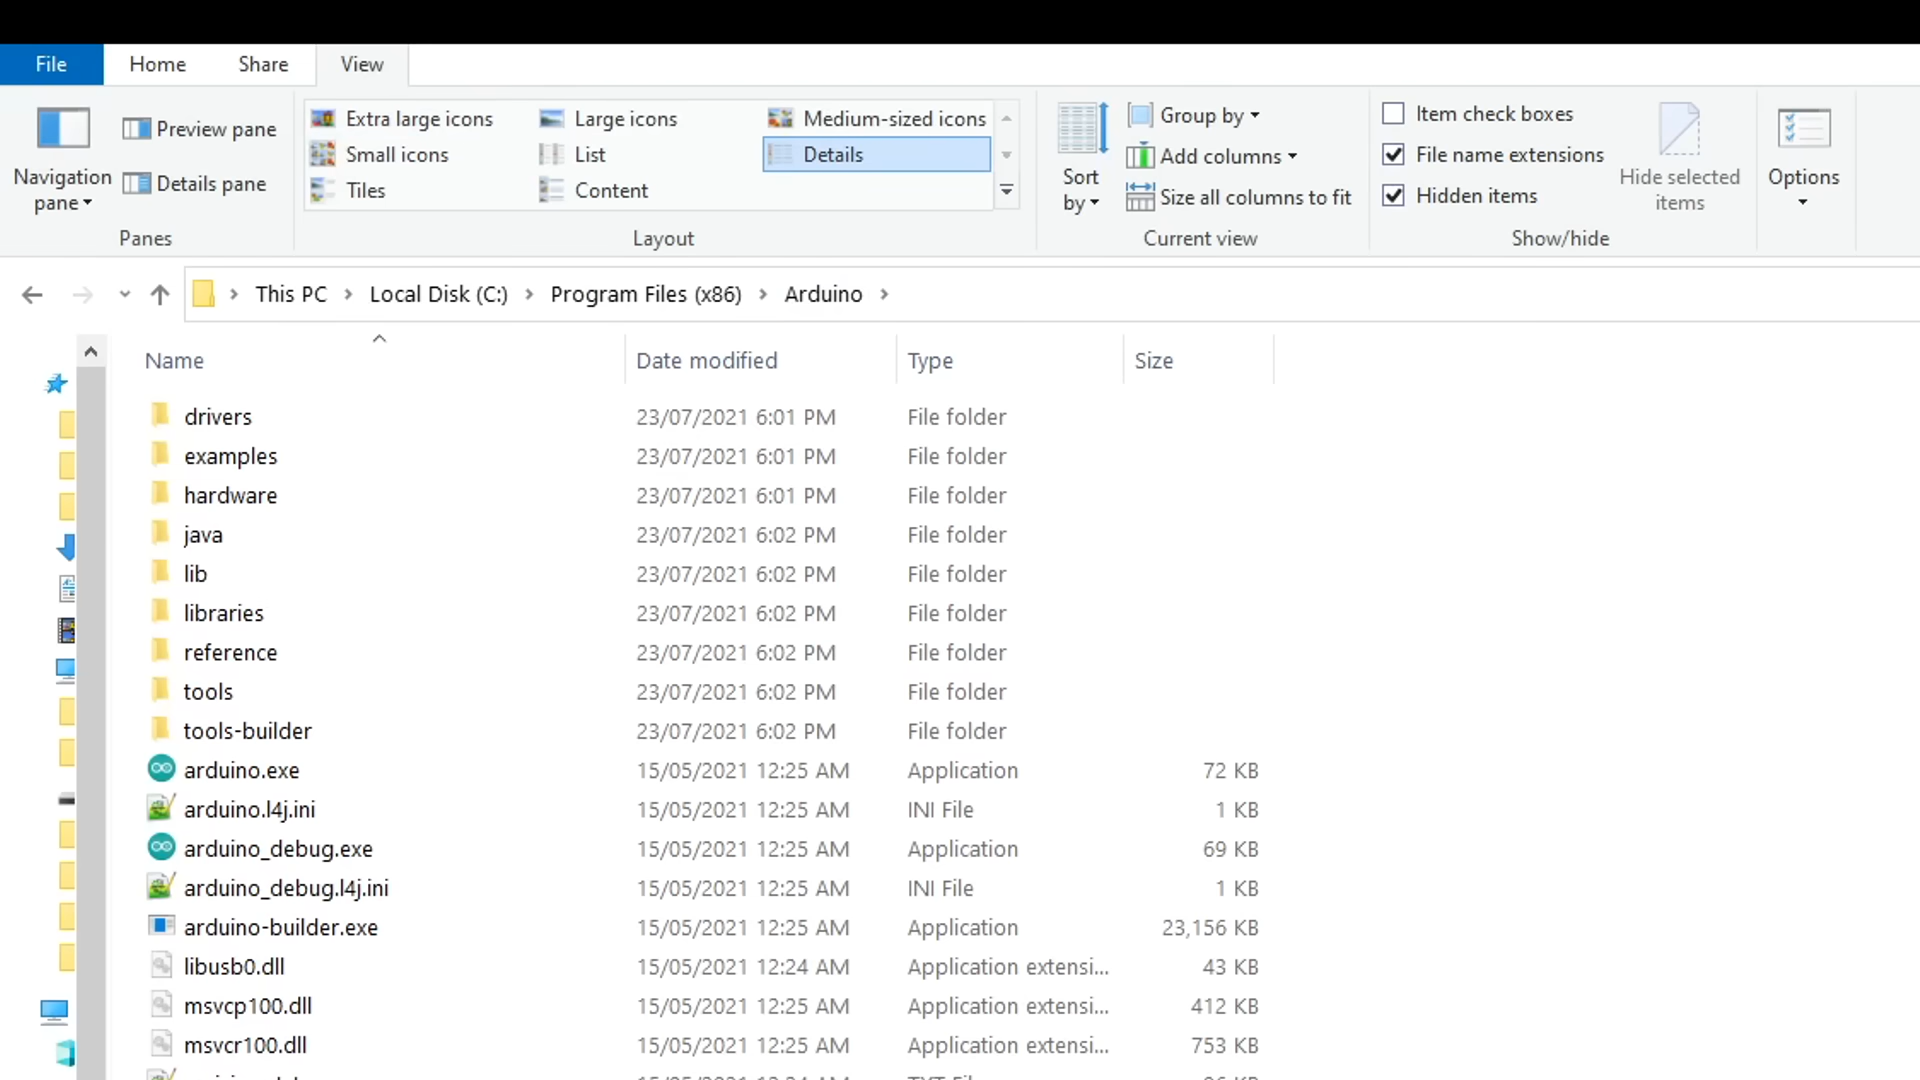 File Home Share View
Navigation pane
Preview pane
Details pane
Panes
Extra large icons Large icons Medium-sized icons
Small icons List Details
Tiles Content
Layout
Sort by
Group by
Add columns
Size all columns to fit
Current view
Item check boxes
File name extensions
Hidden items
Hide selected items
Show/hide
Options
This PC Local Disk (C:) Program Files (x86) Arduino
Name Date modified Type Size
drivers 23/07/2021 6:01 PM File folder
examples 23/07/2021 6:01 PM File folder
hardware 23/07/2021 6:01 PM File folder
java 23/07/2021 6:02 PM File folder
lib 23/07/2021 6:02 PM File folder
libraries 23/07/2021 6:02 PM File folder
reference 23/07/2021 6:02 PM File folder
tools 23/07/2021 6:02 PM File folder
tools-builder 23/07/2021 6:02 PM File folder
arduino.exe 15/05/2021 12:25 AM Application 72 KB
arduino.l4j.ini 15/05/2021 12:25 AM INI File 1 KB
arduino_debug.exe 15/05/2021 12:25 AM Application 69 KB
arduino_debug.l4j.ini 15/05/2021 12:25 AM INI File 1 KB
arduino-builder.exe 15/05/2021 12:25 AM Application 23,156 KB
libusb0.dll 15/05/2021 12:24 AM Application extensi... 43 KB
msvcp100.dll 15/05/2021 12:25 AM Application extensi... 412 KB
msvcr100.dll 15/05/2021 12:25 AM Application extensi... 753 KB